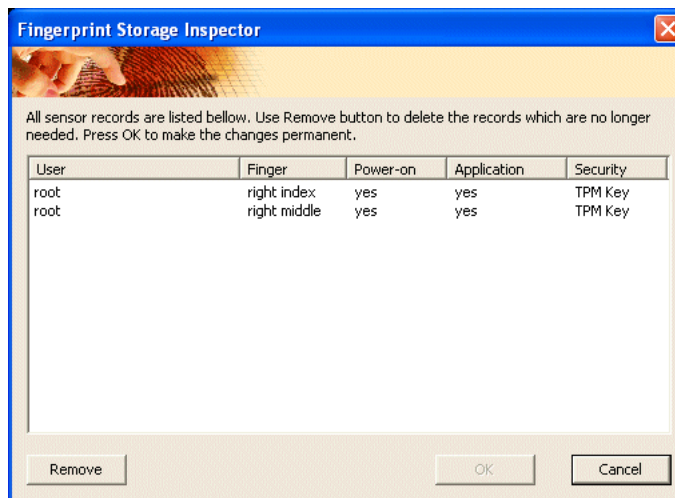 Fingerprint Storage Inspector
All sensor records are listed bellow. Use Remove button to delete the records which are no longer
needed. Press OK to make the changes permanent.
User Finger Power-on Application Security
root right index yes yes TPM Key
root right middle yes yes TPM Key
Remove OK Cancel